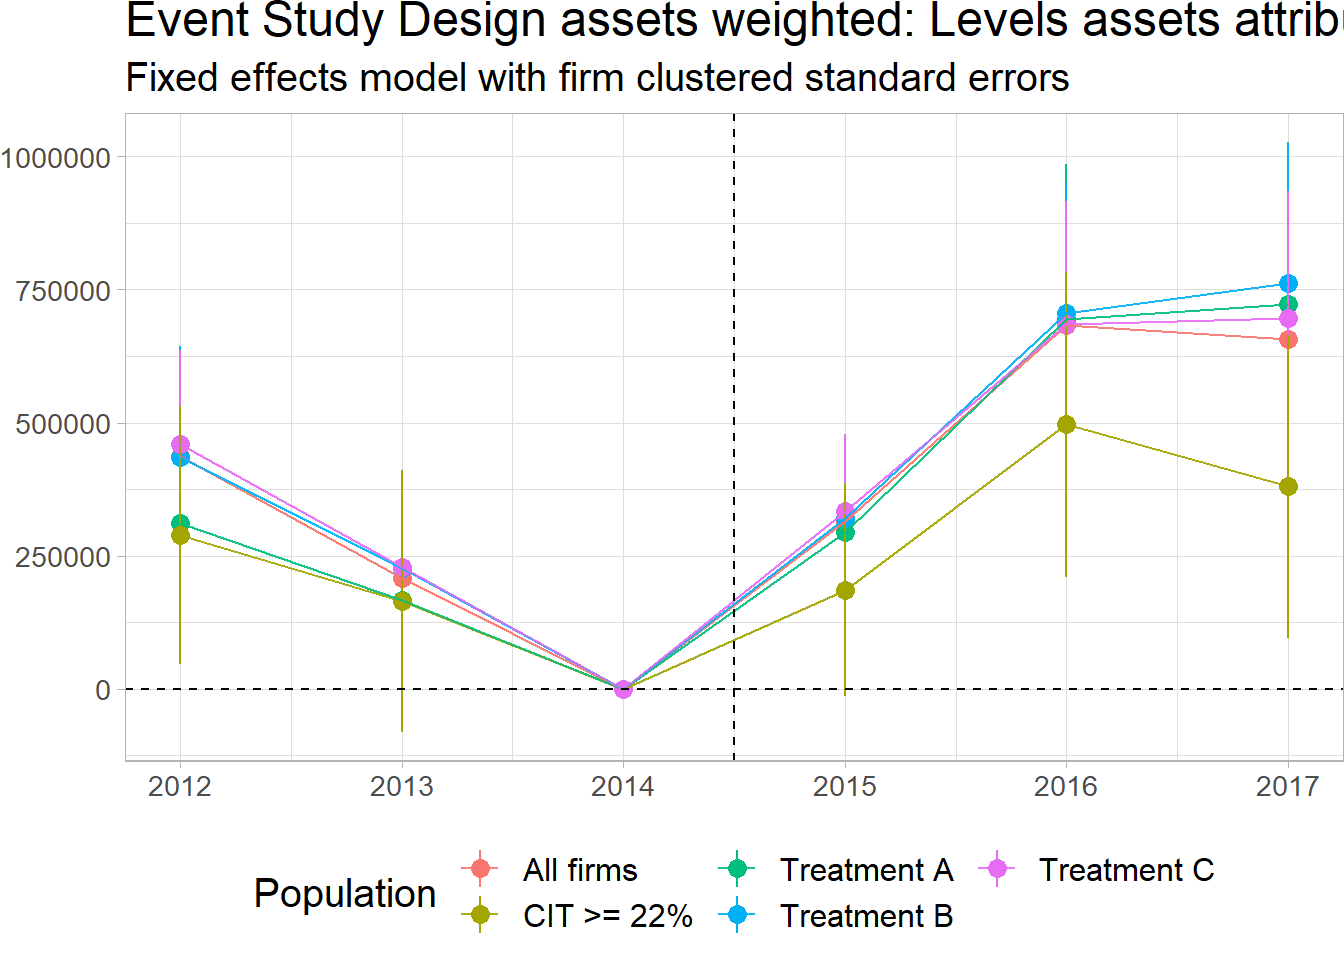 Event Study Design assets weighted: Levels assets attribu
Fixed effects model with firm clustered standard errors
1000000
750000
500000
250000
0
2012 2013 2014 2015 2016 2017
Population
All firms Treatment A Treatment C
CIT >= 22% Treatment B